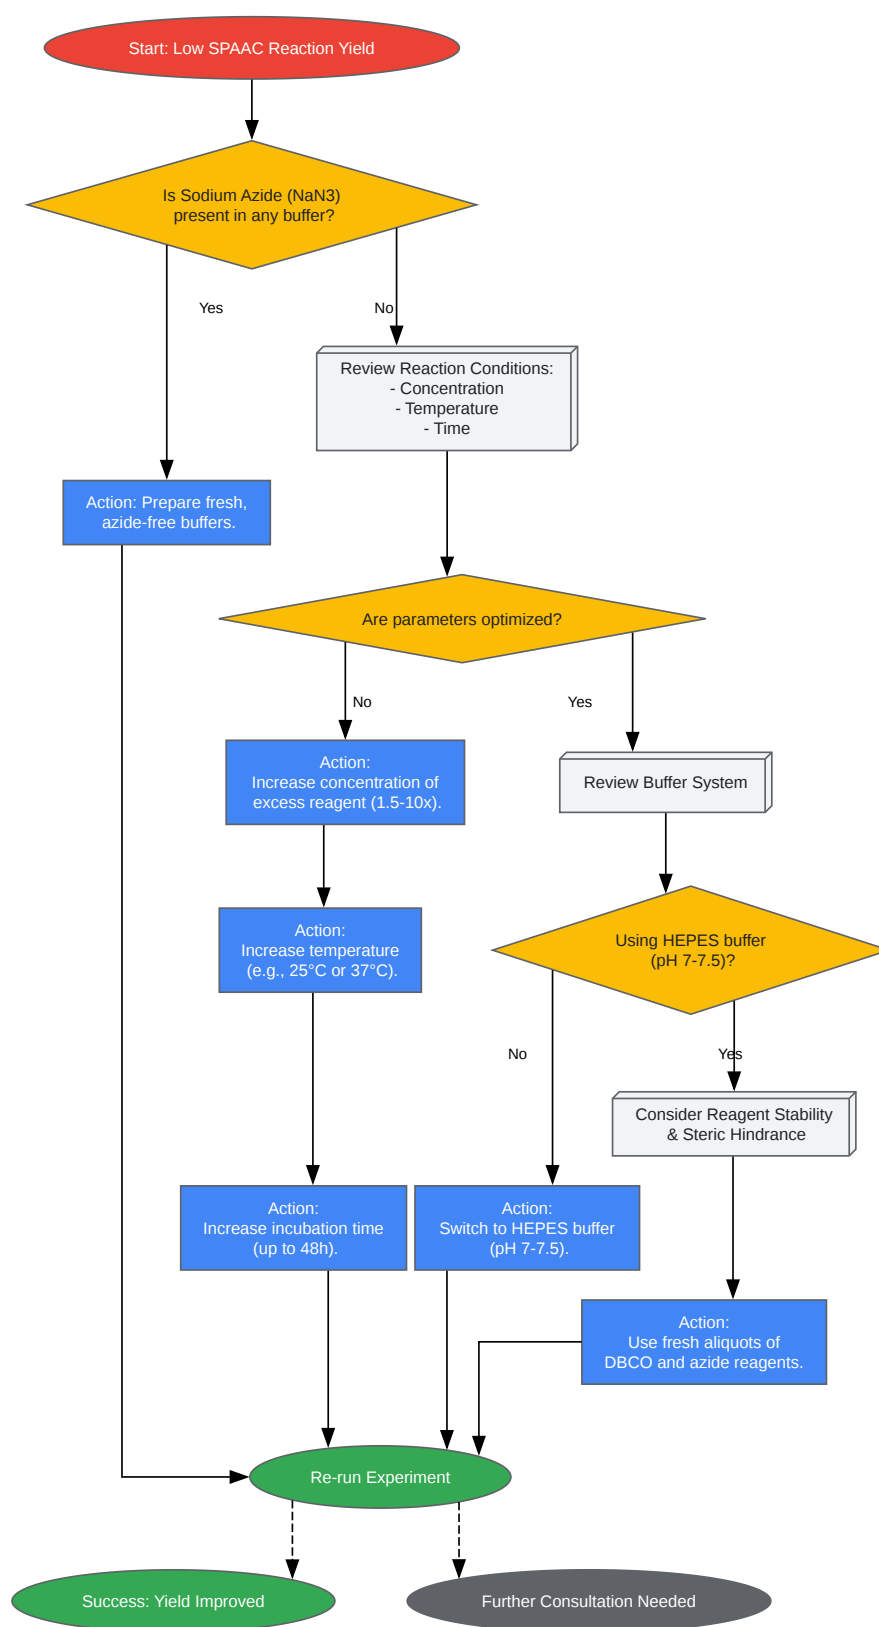 Start: Low SPAAC Reaction Yield
Is Sodium Azide (NaN3)
present in any buffer?
Yes
No
Review Reaction Conditions:
- Concentration
- Temperature
- Time
Action: Prepare fresh,
azide-free buffers.
Are parameters optimized?
No
Yes
Action:
Increase concentration of
excess reagent (1.5-10x).
Review Buffer System
Action:
Increase temperature
(e.g., 25°C or 37°C).
Using HEPES buffer
(pH 7-7.5)?
No
Yes
Consider Reagent Stability
& Steric Hindrance
Action:
Increase incubation time
(up to 48h).
Action:
Switch to HEPES buffer
(pH 7-7.5).
Action:
Use fresh aliquots of
DBCO and azide reagents.
Re-run Experiment
Success: Yield Improved
Further Consultation Needed